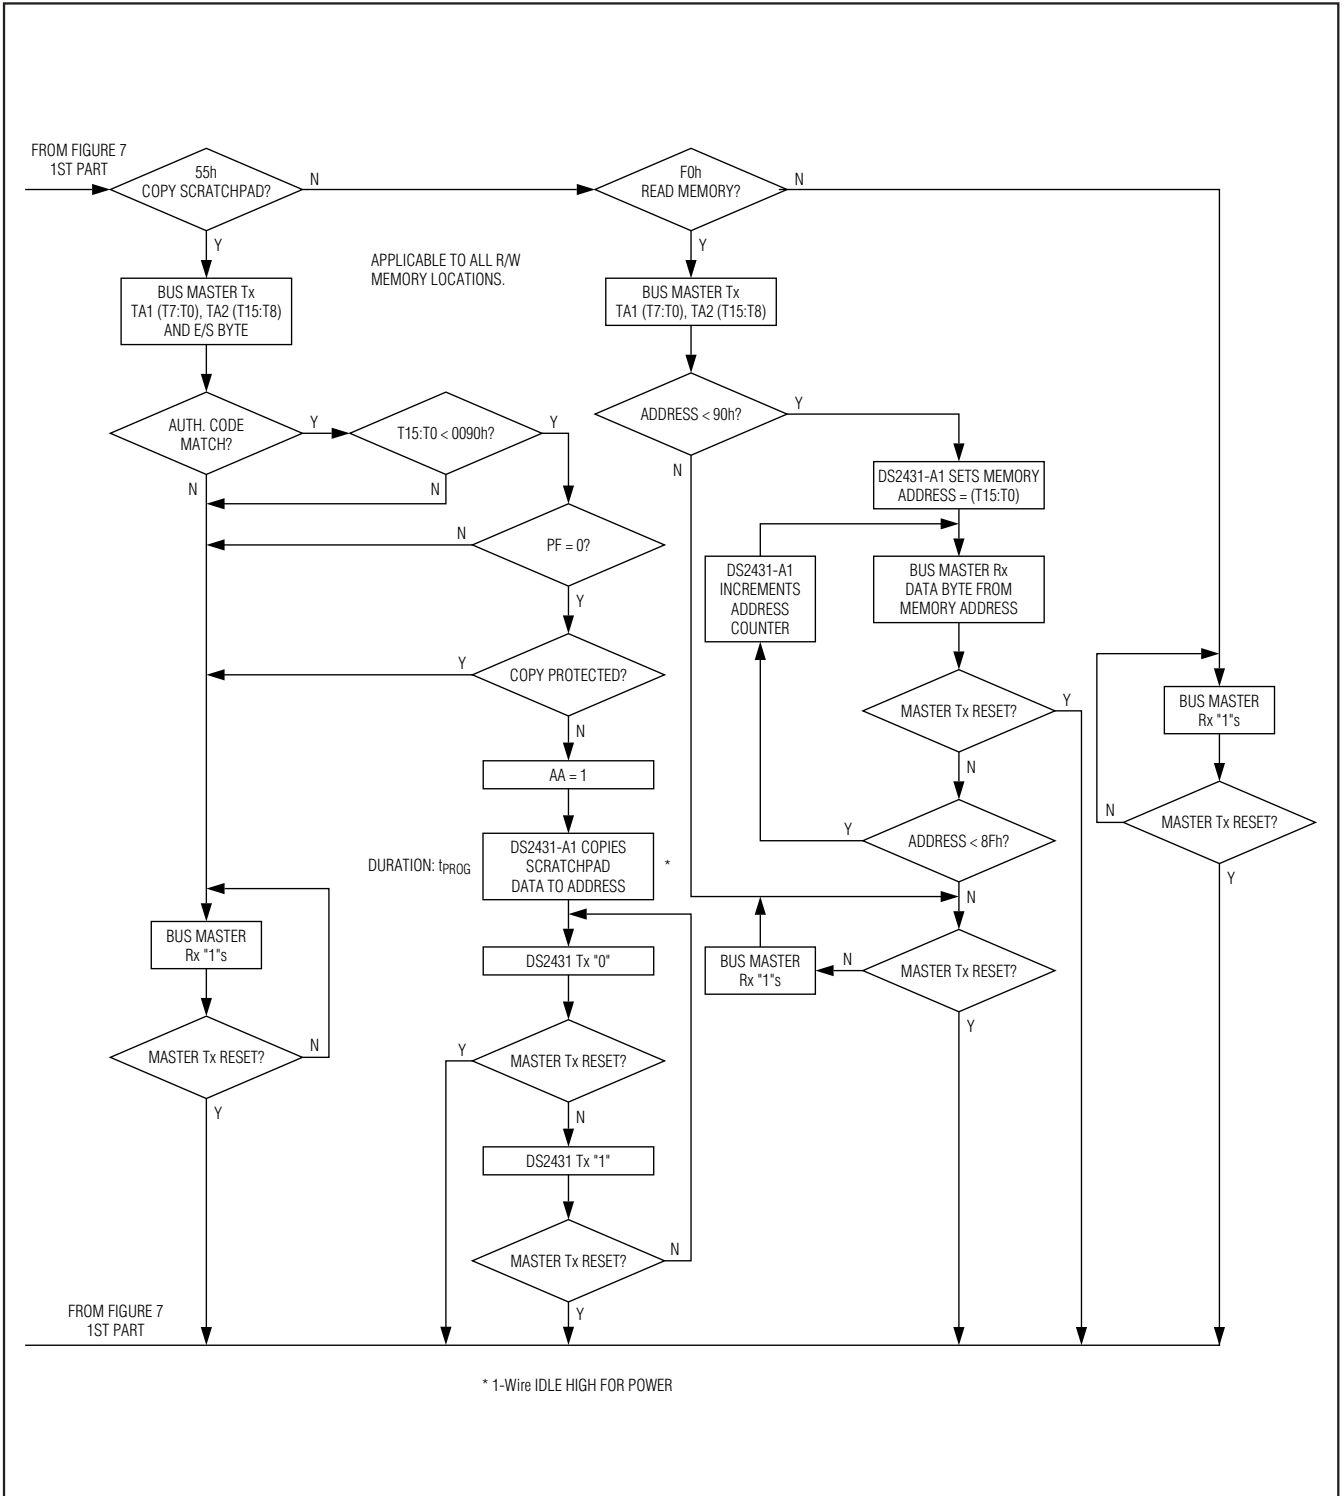 FROM FIGURE 7
1ST PART
55h
COPY SCRATCHPAD?
N
Y
F0h
READ MEMORY?
N
Y
APPLICABLE TO ALL R/W
MEMORY LOCATIONS.
BUS MASTER Tx
TA1 (T7:T0), TA2 (T15:T8)
AND E/S BYTE
BUS MASTER Tx
TA1 (T7:T0), TA2 (T15:T8)
AUTH. CODE
MATCH?
Y
N
T15:T0 < 0090h?
Y
N
ADDRESS < 90h?
Y
N
DS2431-A1 SETS MEMORY
ADDRESS = (T15:T0)
PF = 0?
N
Y
DS2431-A1
INCREMENTS
ADDRESS
COUNTER
BUS MASTER Rx
DATA BYTE FROM
MEMORY ADDRESS
COPY PROTECTED?
Y
N
MASTER Tx RESET?
Y
N
BUS MASTER
Rx "1"s
AA = 1
MASTER Tx RESET?
N
Y
ADDRESS < 8Fh?
Y
N
DURATION: tPROG
DS2431-A1 COPIES
SCRATCHPAD
DATA TO ADDRESS
*
BUS MASTER
Rx "1"s
DS2431 Tx "0"
BUS MASTER
Rx "1"s
N
MASTER Tx RESET?
Y
MASTER Tx RESET?
N
Y
MASTER Tx RESET?
Y
N
DS2431 Tx "1"
MASTER Tx RESET?
N
Y
FROM FIGURE 7
1ST PART
* 1-Wire IDLE HIGH FOR POWER